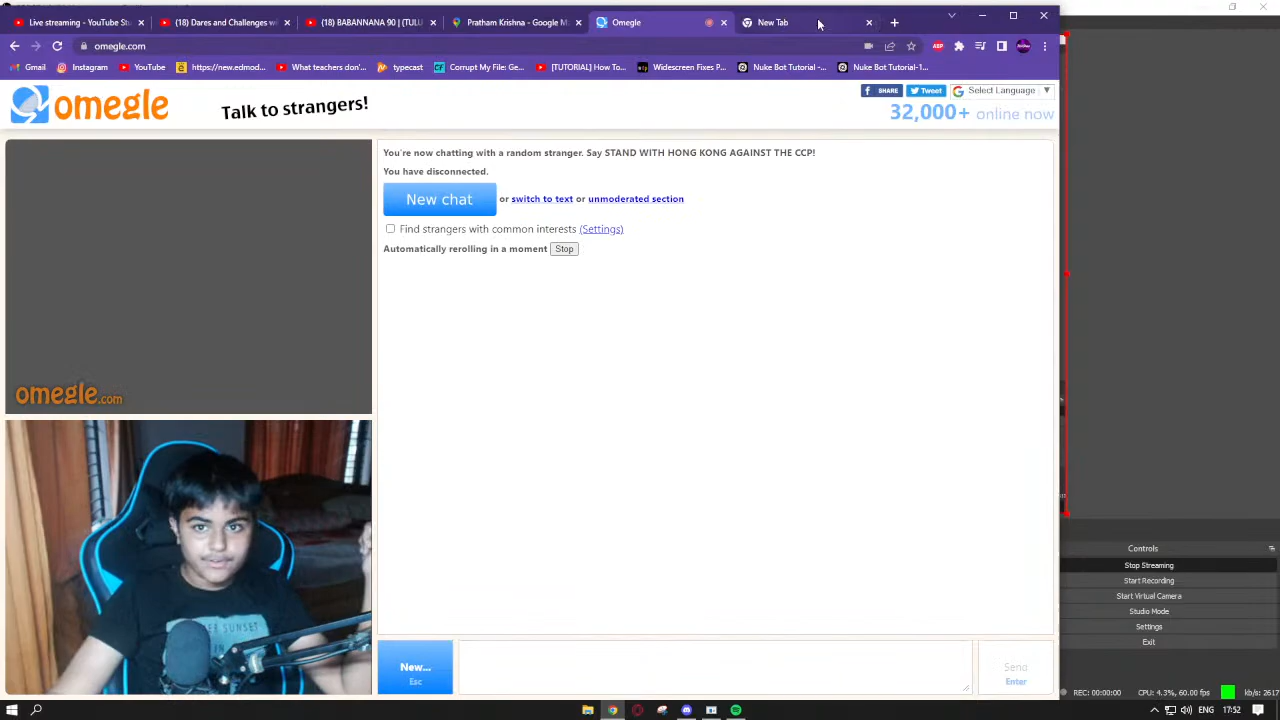 (18) Dares and Challenges wi
Live streaming - YouTube Stu
(18) BABANNANA 90 | (TULU
Pratham Krishna - Google M
Omegle
New Tab
omegle.com
ABP
Gmail
Instagram
YouTube
https://new.edmod...
What teachers don'...
typecast
Corrupt My File: Ge...
[TUTORIAL] How To...
Widescreen Fixes P...
Nuke Bot Tutorial -...
Nuke Bot Tutorial-1...
omegle
Talk to strangers!
SHARE
Tweet
Select Language ▼
32,000+ online now
You're now chatting with a random stranger. Say STAND WITH HONG KONG AGAINST THE CCP!
You have disconnected.
New chat or switch to text or unmoderated section
Find strangers with common interests (Settings)
Automatically rerolling in a moment Stop
omegle.com
New...
Esc
Send
Enter
Controls
Stop Streaming
Start Recording
Start Virtual Camera
Studio Mode
Settings
Exit
REC: 00:00:00
CPU: 4.3%, 60.00 fps
kb/s: 2617
ENG
17:52